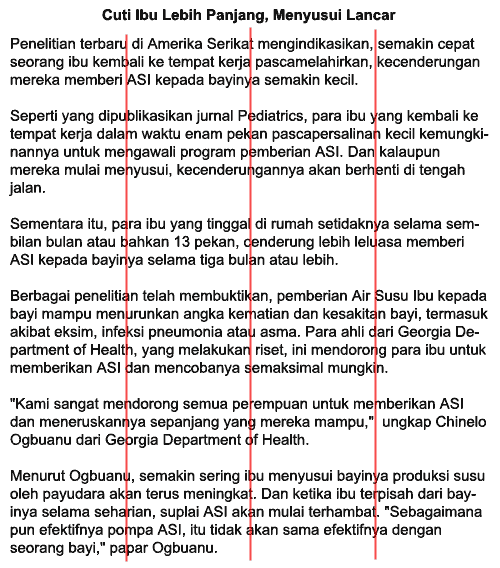 Cuti Ibu Lebih Panjang, Menyusui Lancar
Penelitian terbaru di Amerika Serikat mengindikasikan, semakin cepat
seorang ibu kembali ke tempat kerja pascamelahirkan, kecenderungan
mereka memberi ASI kepada bayinya semakin kecil.
Seperti yang dipublikasikan jurnal Pediatrics, para ibu yang kembali ke
tempat kerja dalam waktu enam pekan pascapersalinan kecil kemungki-
nannya untuk mengawali program pemberian ASI. Dan kalaupun
mereka mulai menyusui, kecenderungannya akan berhenti di tengah
jalan.
Sementara itu, para ibu yang tinggal di rumah setidaknya selama sem-
bilan bulan atau bahkan 13 pekan, cenderung lebih leluasa memberi
ASI kepada bayinya selama tiga bulan atau lebih.
Berbagai penelitian telah membuktikan, pemberian Air Susu Ibu kepada
bayi mampu menurunkan angka kematian dan kesakitan bayi, termasuk
akibat eksim, infeksi pneumonia atau asma. Para ahli dari Georgia De-
partment of Health, yang melakukan riset, ini mendorong para ibu untuk
memberikan ASI dan mencobanya semaksimal mungkin.
"Kami sangat mendorong semua perempuan untuk memberikan ASI
dan meneruskannya sepanjang yang mereka mampu," ungkap Chinelo
Ogbuanu dari Georgia Department of Health.
Menurut Ogbuanu, semakin sering ibu menyusui bayinya produksi susu
oleh payudara akan terus meningkat. Dan ketika ibu terpisah dari bay-
inya selama seharian, suplai ASI akan mulai terhambat. "Sebagaimana
pun efektifnya pompa ASI, itu tidak akan sama efektifnya dengan
seorang bayi," papar Ogbuanu.